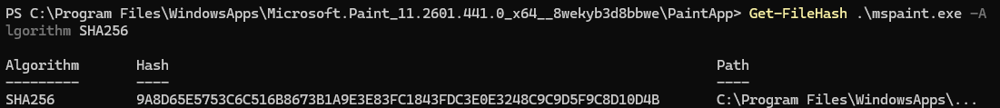 PS C:\Program Files\WindowsApps\Microsoft.Paint_11.2601.441.0_x64__8wekyb3d8bbwe\PaintApp> Get-FileHash .\mspaint.exe -A
lgorithm SHA256
Algorithm Hash Path
--------- ---- ----
SHA256 9A8D65E5753C6C516B8673B1A9E3E83FC1843FDC3E0E3248C9C9D5F9C8D10D4B C:\Program Files\WindowsApps\...